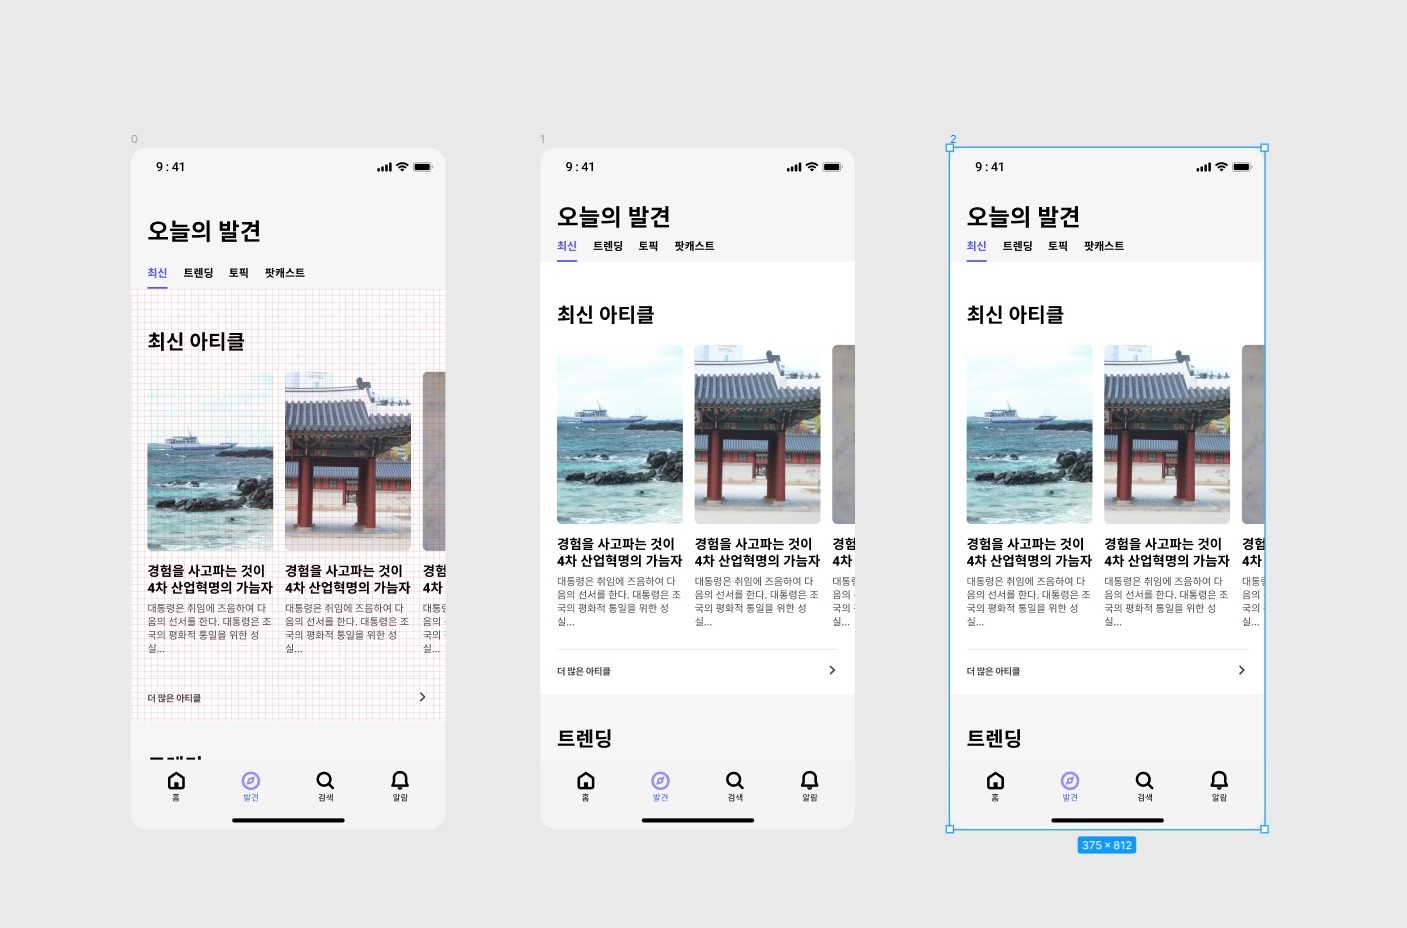 0
9:41
오늘의 발견
최신 트렌딩 토픽 팟캐스트
최신 아티클
경험을 사고파는 것이
4차 산업혁명의 가늠자
대통령은 취임에 즈음하여 다
음의 선서를 한다. 대통령은 조
국의 평화적 통일을 위한 성
실...
경험을 사고파는 것이
4차 산업혁명의 가늠자
대통령은 취임에 즈음하여 다
음의 선서를 한다. 대통령은 조
국의 평화적 통일을 위한 성
실...
경험
4차
대통
음의
국의
실...
더 많은 아티클
홈 발견 검색 알람
1
9:41
오늘의 발견
최신 트렌딩 토픽 팟캐스트
최신 아티클
경험을 사고파는 것이
4차 산업혁명의 가늠자
대통령은 취임에 즈음하여 다
음의 선서를 한다. 대통령은 조
국의 평화적 통일을 위한 성
실...
경험을 사고파는 것이
4차 산업혁명의 가늠자
대통령은 취임에 즈음하여 다
음의 선서를 한다. 대통령은 조
국의 평화적 통일을 위한 성
실...
경험
4차
대통
음의
국의
실...
더 많은 아티클
트렌딩
홈 발견 검색 알람
2
9:41
오늘의 발견
최신 트렌딩 토픽 팟캐스트
최신 아티클
경험을 사고파는 것이
4차 산업혁명의 가늠자
대통령은 취임에 즈음하여 다
음의 선서를 한다. 대통령은 조
국의 평화적 통일을 위한 성
실...
경험을 사고파는 것이
4차 산업혁명의 가늠자
대통령은 취임에 즈음하여 다
음의 선서를 한다. 대통령은 조
국의 평화적 통일을 위한 성
실...
경험
4차
대통
음의
국의
실...
더 많은 아티클
트렌딩
홈 발견 검색 알람
375 × 812